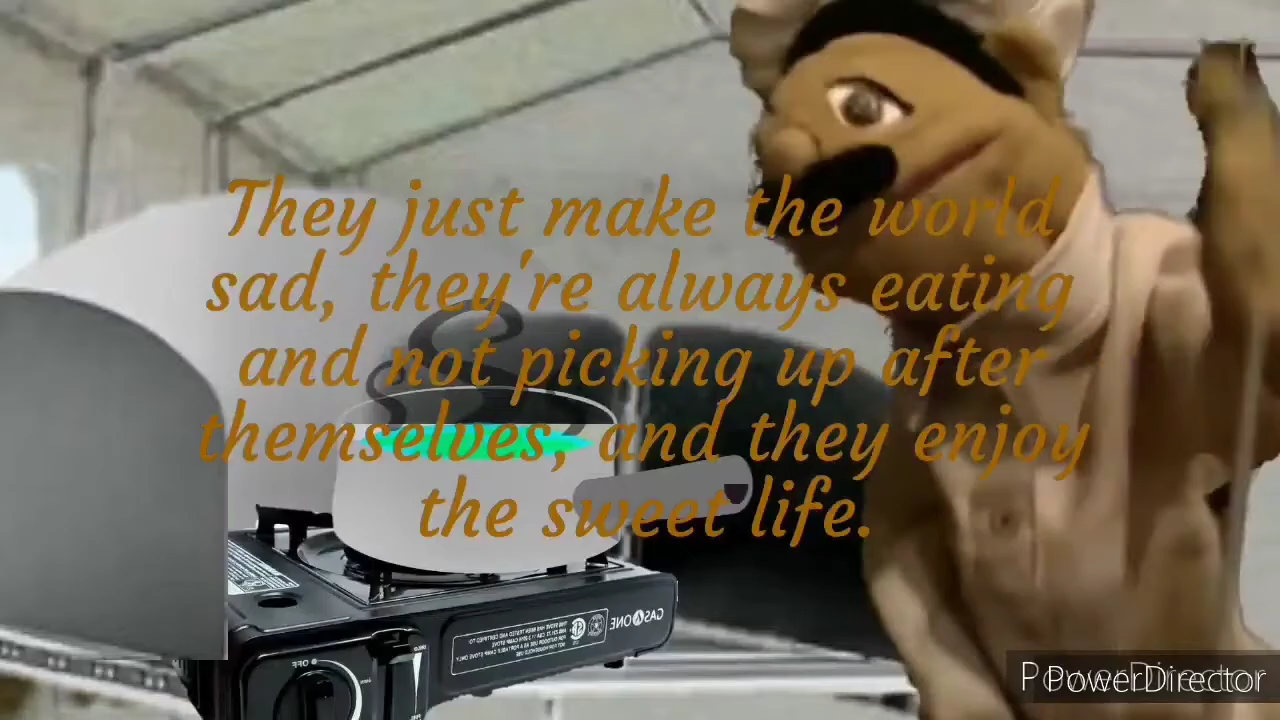 They just make the world
sad, they're always eating
and not picking up after
themselves, and they enjoy
the sweet life.
GAS ONE
OFF
PowerDirector